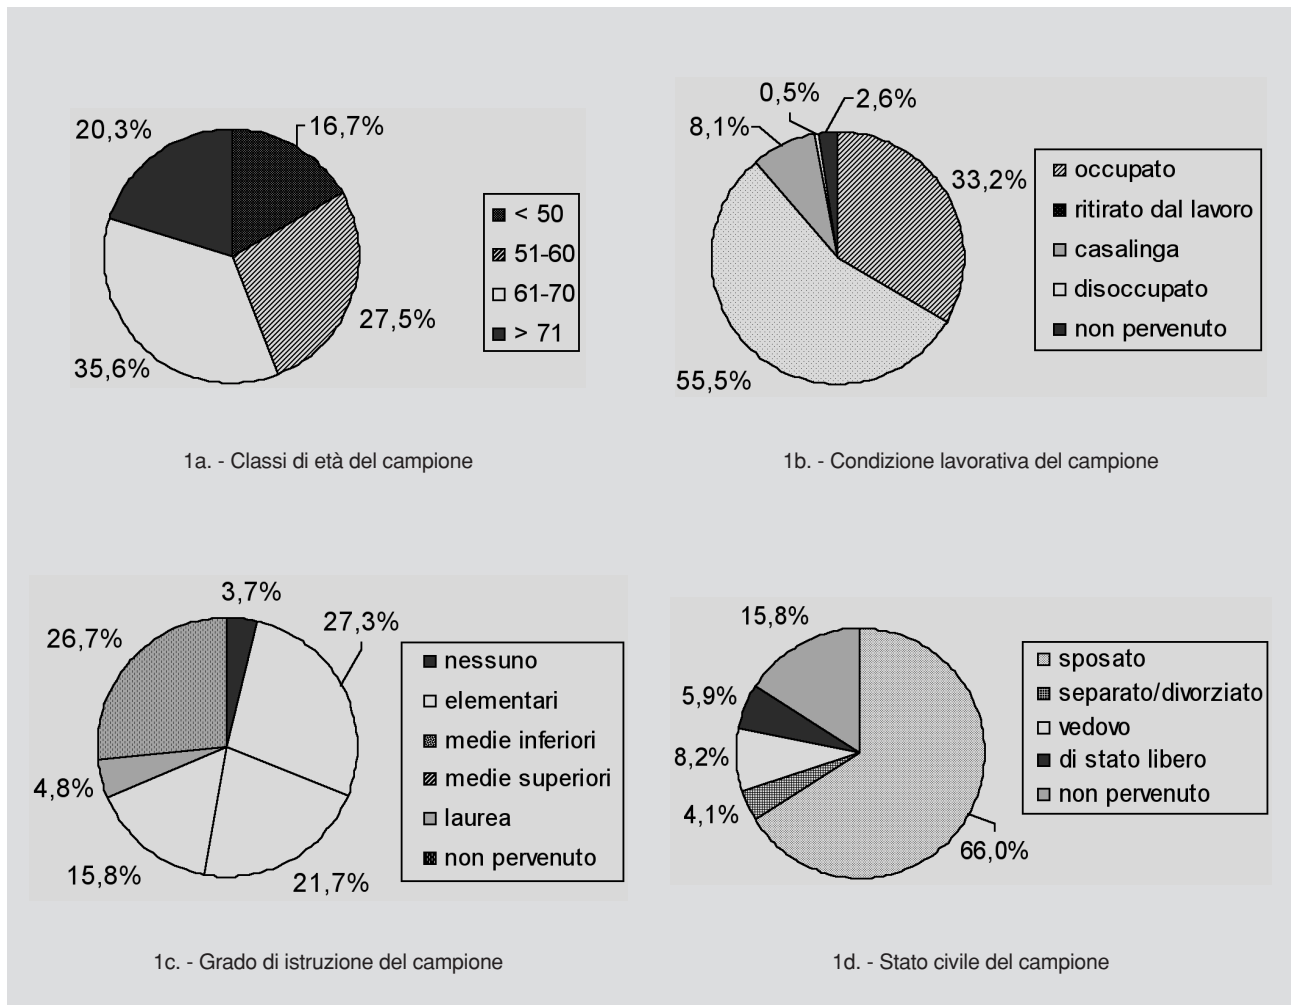 20,3%
16,7%
27,5%
35,6%
< 50
51-60
61-70
> 71
1a. - Classi di età del campione
0,5%
2,6%
8,1%
33,2%
55,5%
occupato
ritirato dal lavoro
casalinga
disoccupato
non pervenuto
1b. - Condizione lavorativa del campione
3,7%
27,3%
26,7%
4,8%
15,8%
21,7%
nessuno
elementari
medie inferiori
medie superiori
laurea
non pervenuto
1c. - Grado di istruzione del campione
15,8%
5,9%
8,2%
4,1%
66,0%
sposato
separato/divorziato
vedovo
di stato libero
non pervenuto
1d. - Stato civile del campione